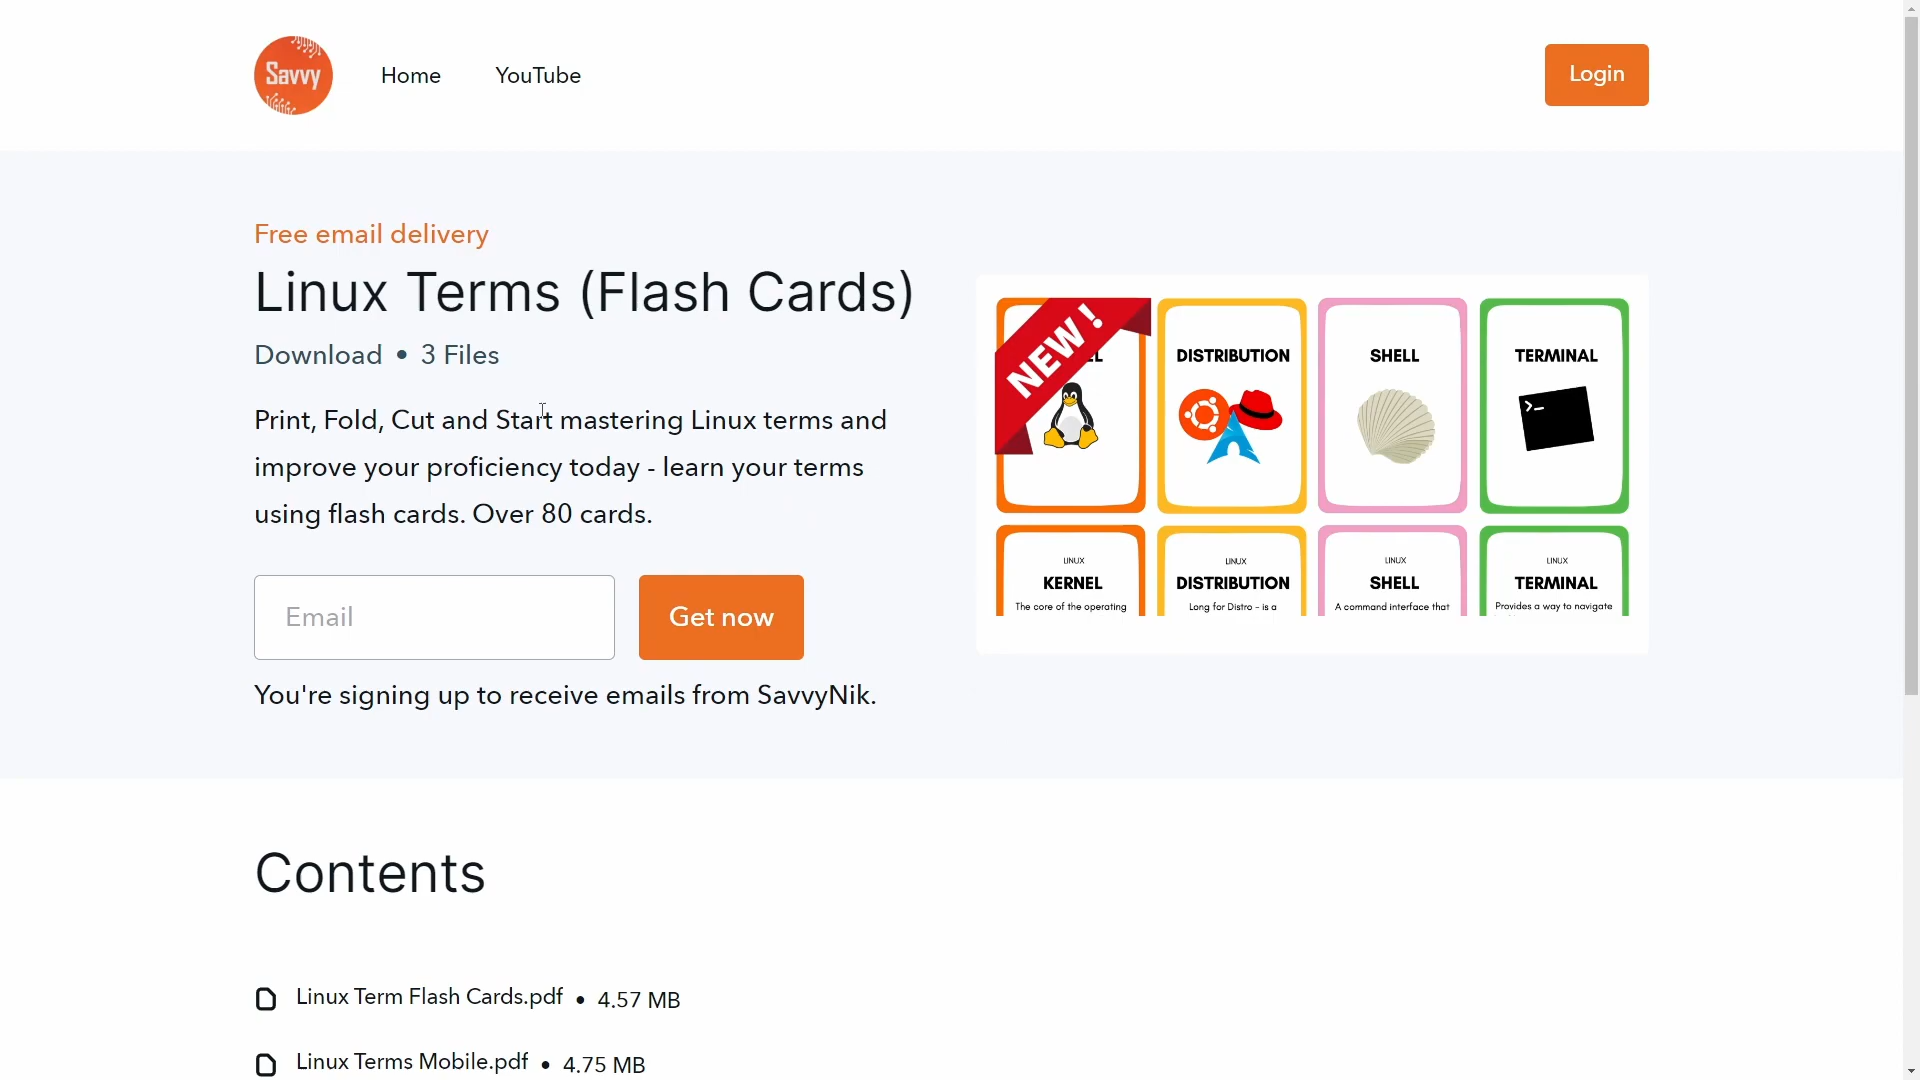 Savvy
Home
YouTube
Login
Free email delivery
Linux Terms (Flash Cards)
Download • 3 Files
Print, Fold, Cut and Start mastering Linux terms and
improve your proficiency today - learn your terms
using flash cards. Over 80 cards.
Email
Get now
You're signing up to receive emails from SavvyNik.
NEW!
DISTRIBUTION
SHELL
TERMINAL
LINUX
KERNEL
The core of the operating
LINUX
DISTRIBUTION
Long for Distro - is a
LINUX
SHELL
A command interface that
LINUX
TERMINAL
Provides a way to navigate
Contents
Linux Term Flash Cards.pdf • 4.57 MB
Linux Terms Mobile.pdf • 4.75 MB